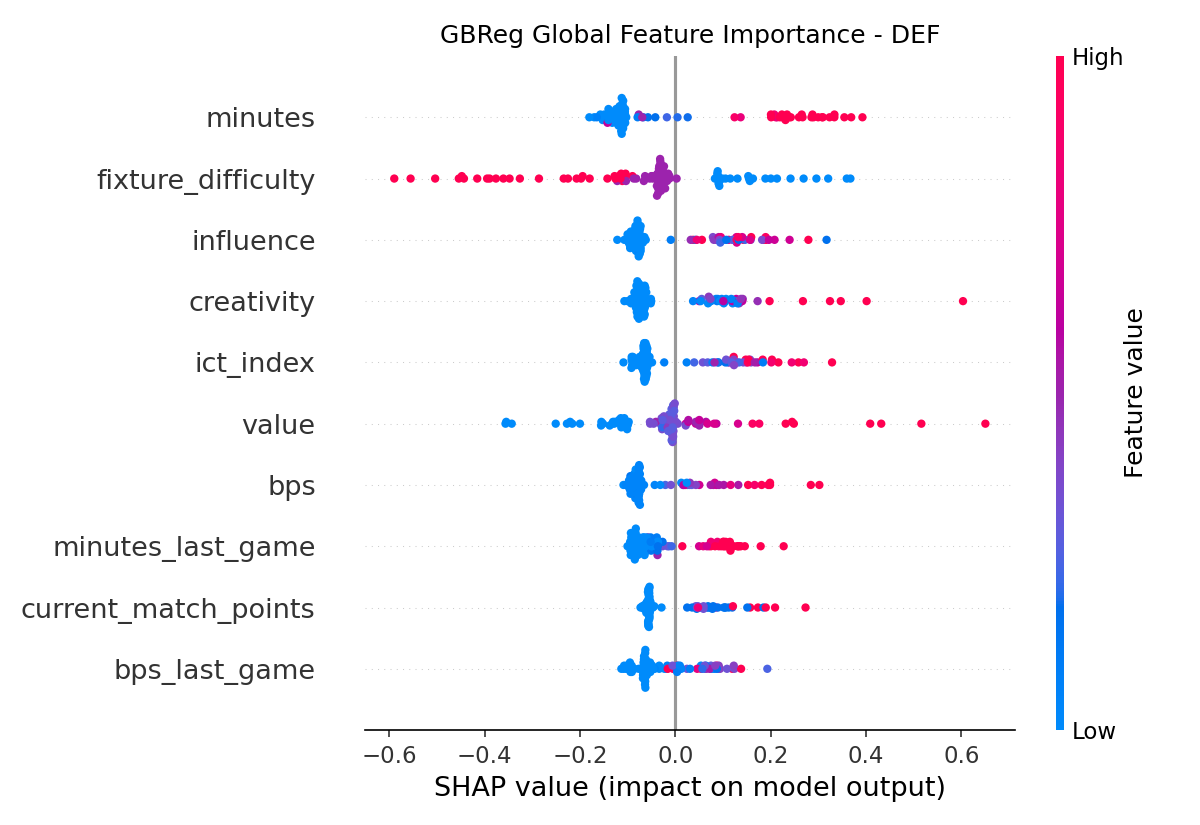 GBReg Global Feature Importance - DEF
High
minutes
fixture_difficulty
influence
creativity
ict_index
value
bps
minutes_last_game
current_match_points
bps_last_game
Feature value
Low
−0.6 −0.4 −0.2 0.0 0.2 0.4 0.6
SHAP value (impact on model output)